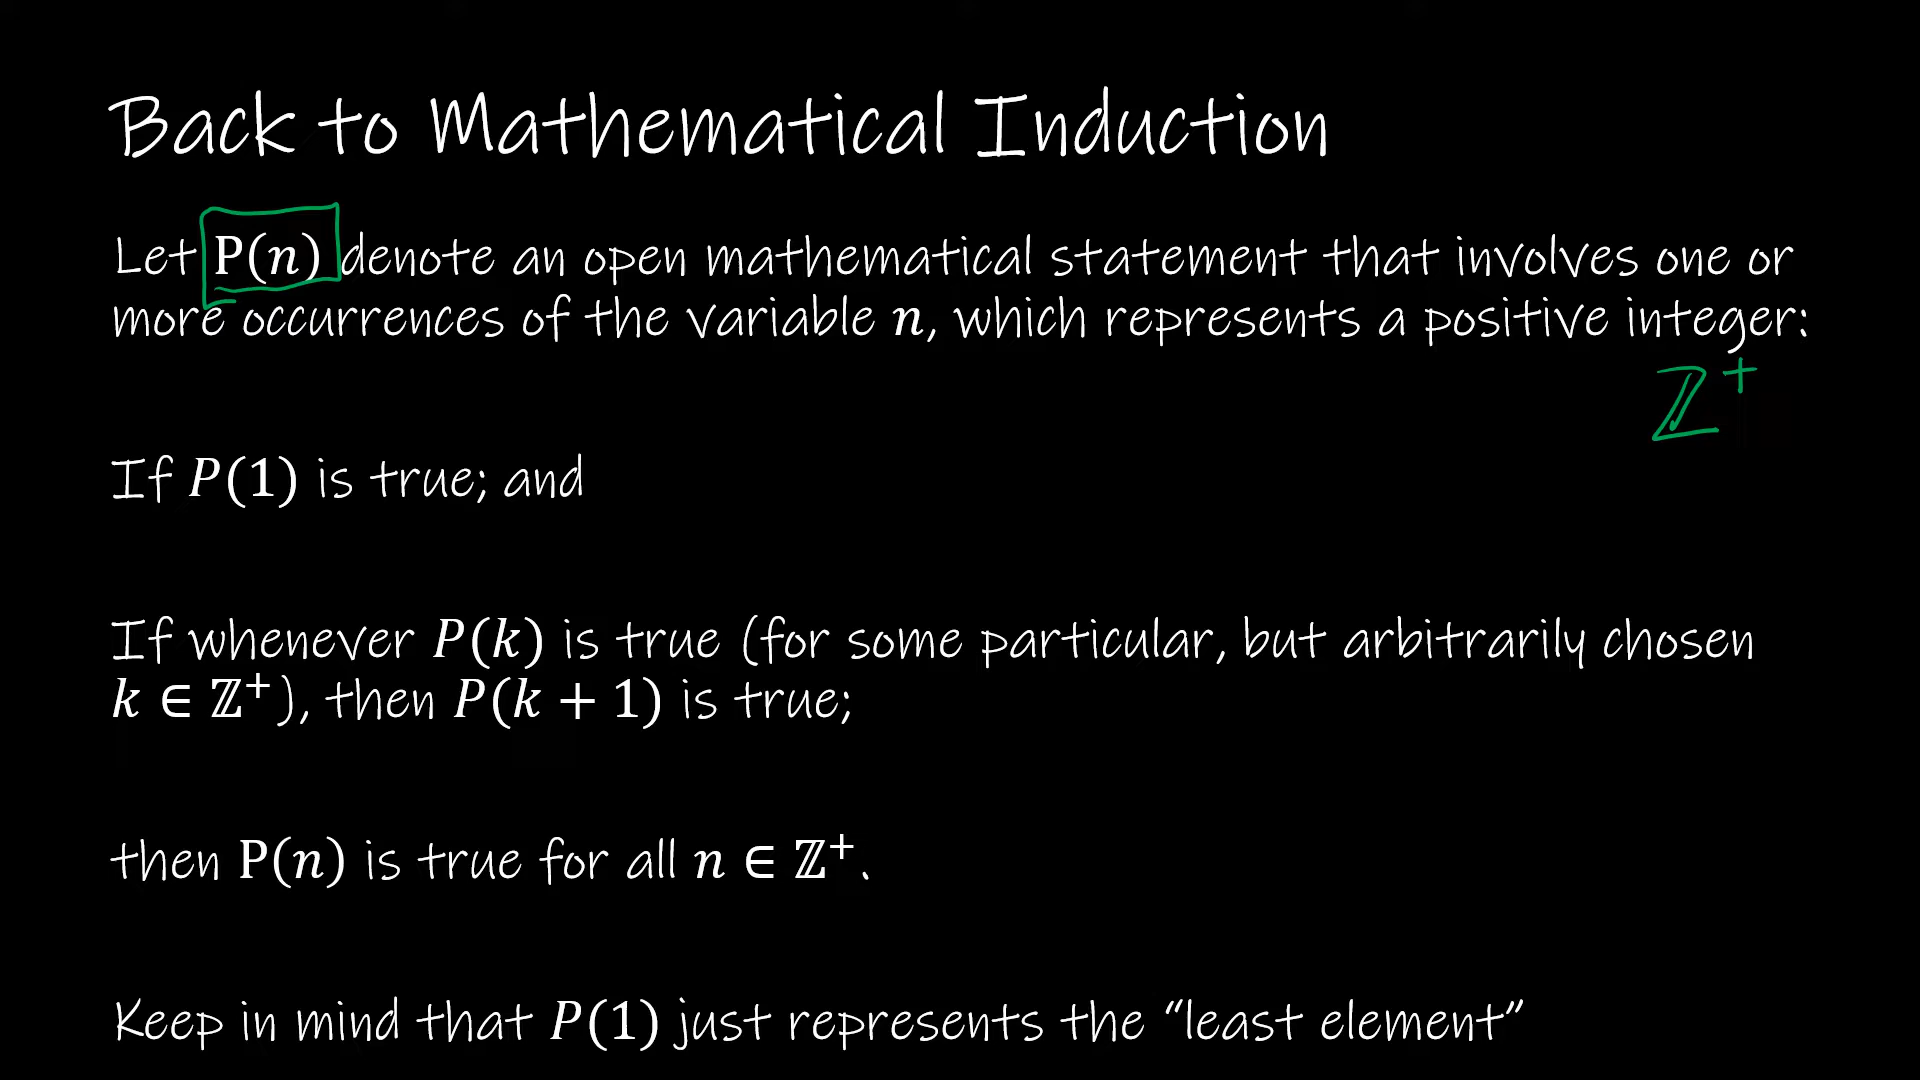 Back to Mathematical Induction
Let P(n) denote an open mathematical statement that involves one or
more occurrences of the variable n, which represents a positive integer:
ℤ⁺
If P(1) is true; and
If whenever P(k) is true (for some particular, but arbitrarily chosen
k ∈ ℤ⁺), then P(k + 1) is true;
then P(n) is true for all n ∈ ℤ⁺.
Keep in mind that P(1) just represents the “least element”